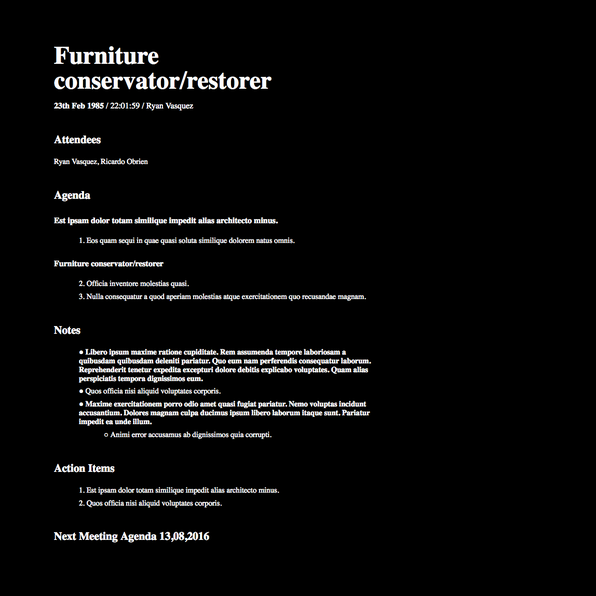 Furniture
conservator/restorer
23th Feb 1985 / 22:01:59 / Ryan Vasquez
Attendees
Ryan Vasquez, Ricardo Obrien
Agenda
Est ipsam dolor totam similique impedit alias architecto minus.
1. Eos quam sequi in quae quasi soluta similique dolorem natus omnis.
Furniture conservator/restorer
2. Officia inventore molestias quasi.
3. Nulla consequatur a quod aperiam molestias atque exercitationem quo recusandae magnam.
Notes
● Libero ipsum maxime ratione cupiditate. Rem assumenda tempore laboriosam a
quibusdam quibusdam deleniti pariatur. Quo eum nam perferendis consequatur laborum.
Reprehenderit tenetur expedita excepturi dolore debitis explicabo voluptates. Quam alias
perspiciatis tempora dignissimos eum.
● Quos officia nisi aliquid voluptates corporis.
● Maxime exercitationem porro odio amet quasi fugiat pariatur. Nemo voluptas incidunt
accusantium. Dolores magnam culpa ducimus ipsum libero laborum itaque sunt. Pariatur
impedit ea unde illum.
○ Animi error accusamus ab dignissimos quia corrupti.
Action Items
1. Est ipsam dolor totam similique impedit alias architecto minus.
2. Quos officia nisi aliquid voluptates corporis.
Next Meeting Agenda 13,08,2016